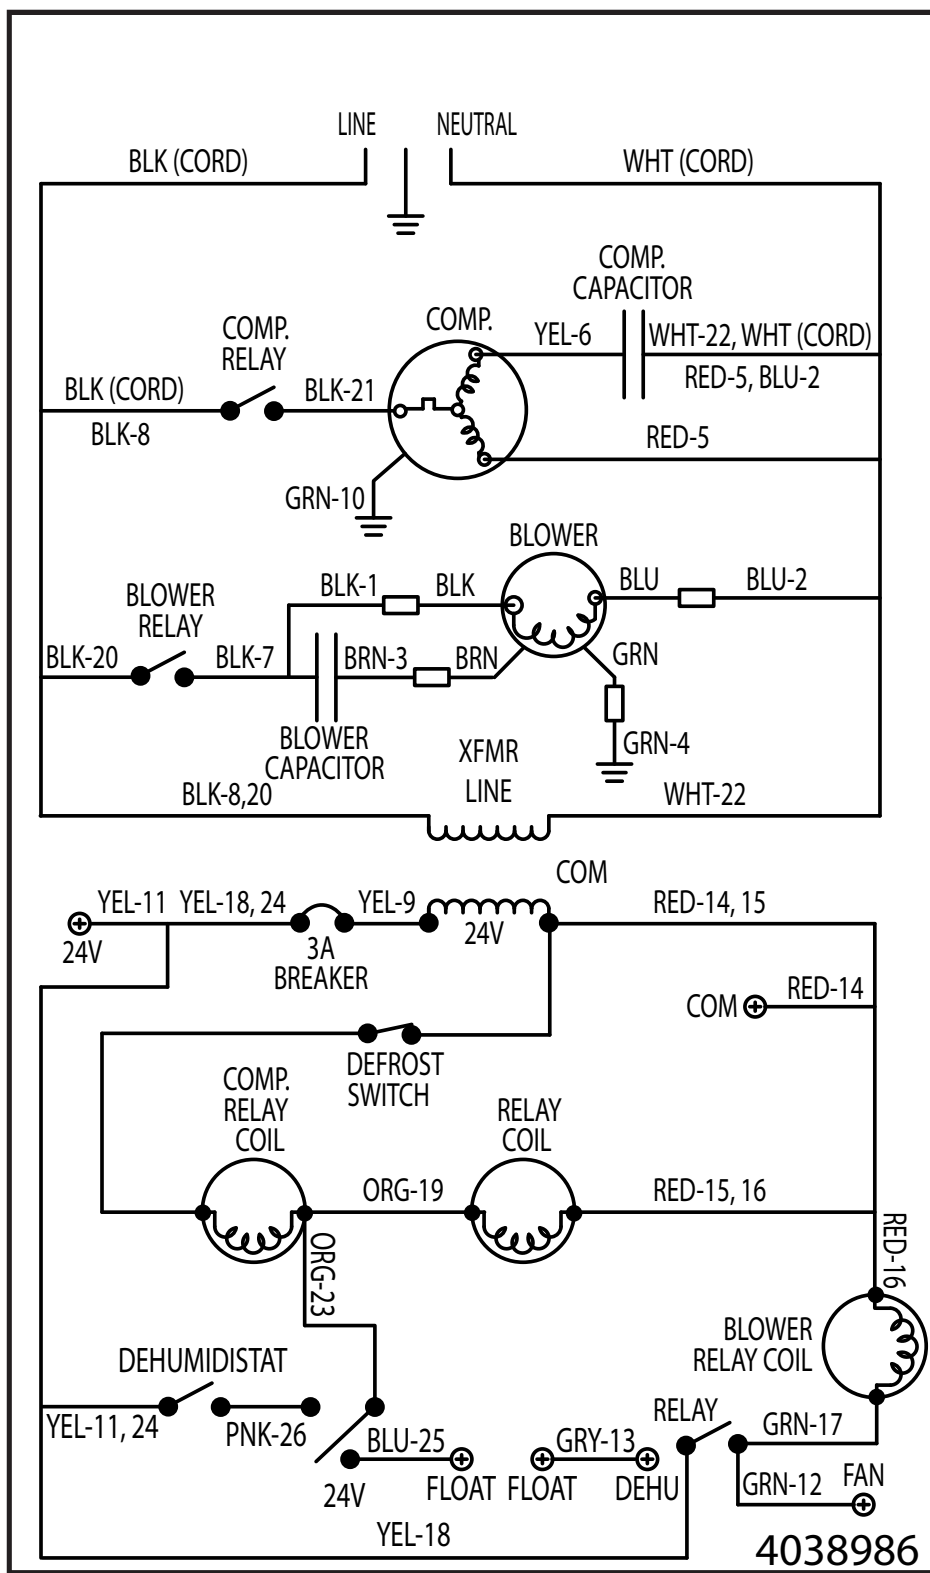 LINE NEUTRAL
BLK (CORD) WHT (CORD)
COMP.
CAPACITOR
COMP.
RELAY
COMP.
YEL-6
WHT-22, WHT (CORD)
RED-5, BLU-2
BLK (CORD)
BLK-8
BLK-21
RED-5
GRN-10
BLOWER
BLOWER
RELAY
BLK-1 BLK BLU BLU-2
BLK-20 BLK-7 BRN-3 BRN GRN
BLOWER
CAPACITOR
GRN-4
XFMR
LINE
BLK-8,20 WHT-22
COM
YEL-11 YEL-18, 24 YEL-9 RED-14, 15
24V
3A
BREAKER
24V
COM RED-14
DEFROST
SWITCH
COMP.
RELAY
COIL
RELAY
COIL
ORG-19 RED-15, 16
ORG-23
RED-16
BLOWER
RELAY COIL
DEHUMIDISTAT
YEL-11, 24 PNK-26
RELAY
GRN-17
BLU-25 GRY-13
24V
FLOAT FLOAT DEHU
GRN-12 FAN
YEL-18
4038986